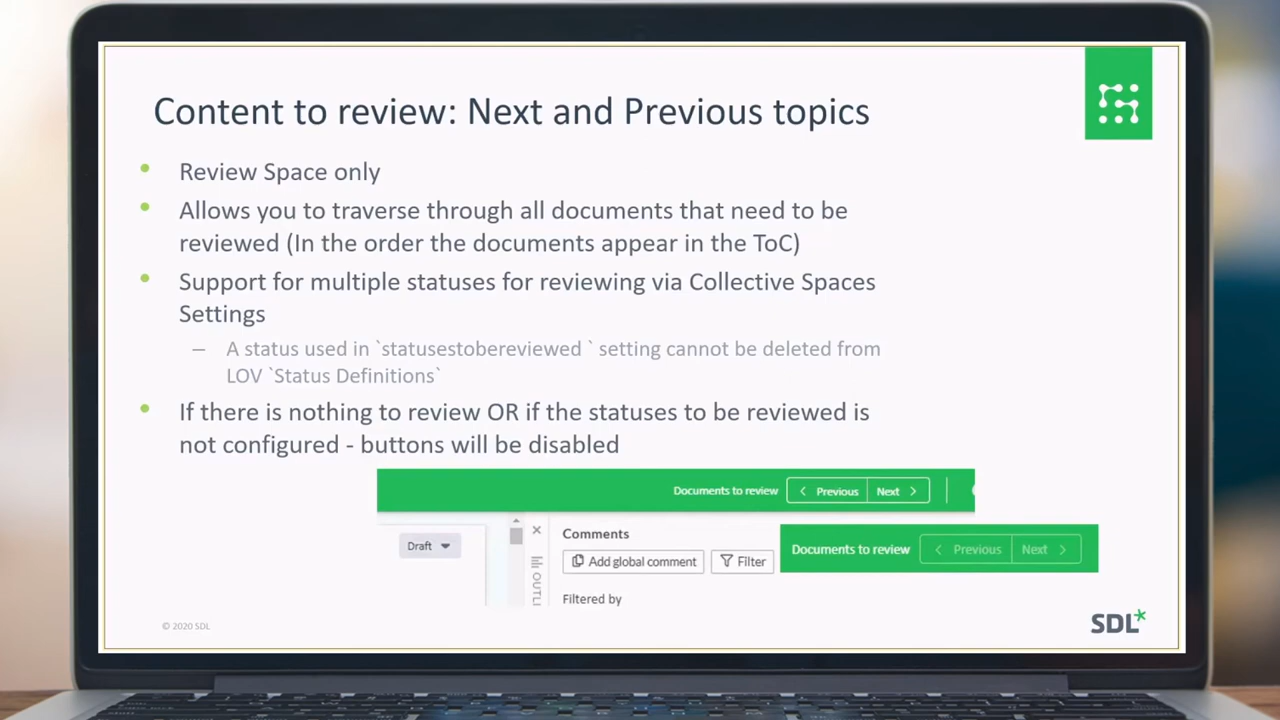 Content to review: Next and Previous topics
• Review Space only
• Allows you to traverse through all documents that need to be
reviewed (In the order the documents appear in the ToC)
• Support for multiple statuses for reviewing via Collective Spaces
Settings
– A status used in `statusestobereviewed ` setting cannot be deleted from
LOV `Status Definitions`
• If there is nothing to review OR if the statuses to be reviewed is
not configured - buttons will be disabled
Documents to review < Previous Next >
Draft
OUTLI
Comments
Add global comment Filter
Filtered by
Documents to review < Previous Next >
© 2020 SDL
SDL*